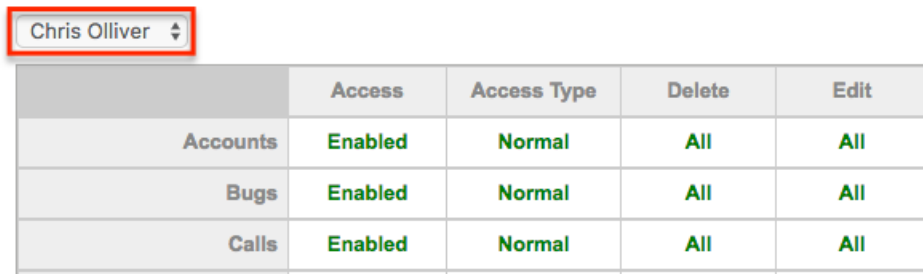 Chris Olliver
Access Access Type Delete Edit
Accounts Enabled Normal All All
Bugs Enabled Normal All All
Calls Enabled Normal All All